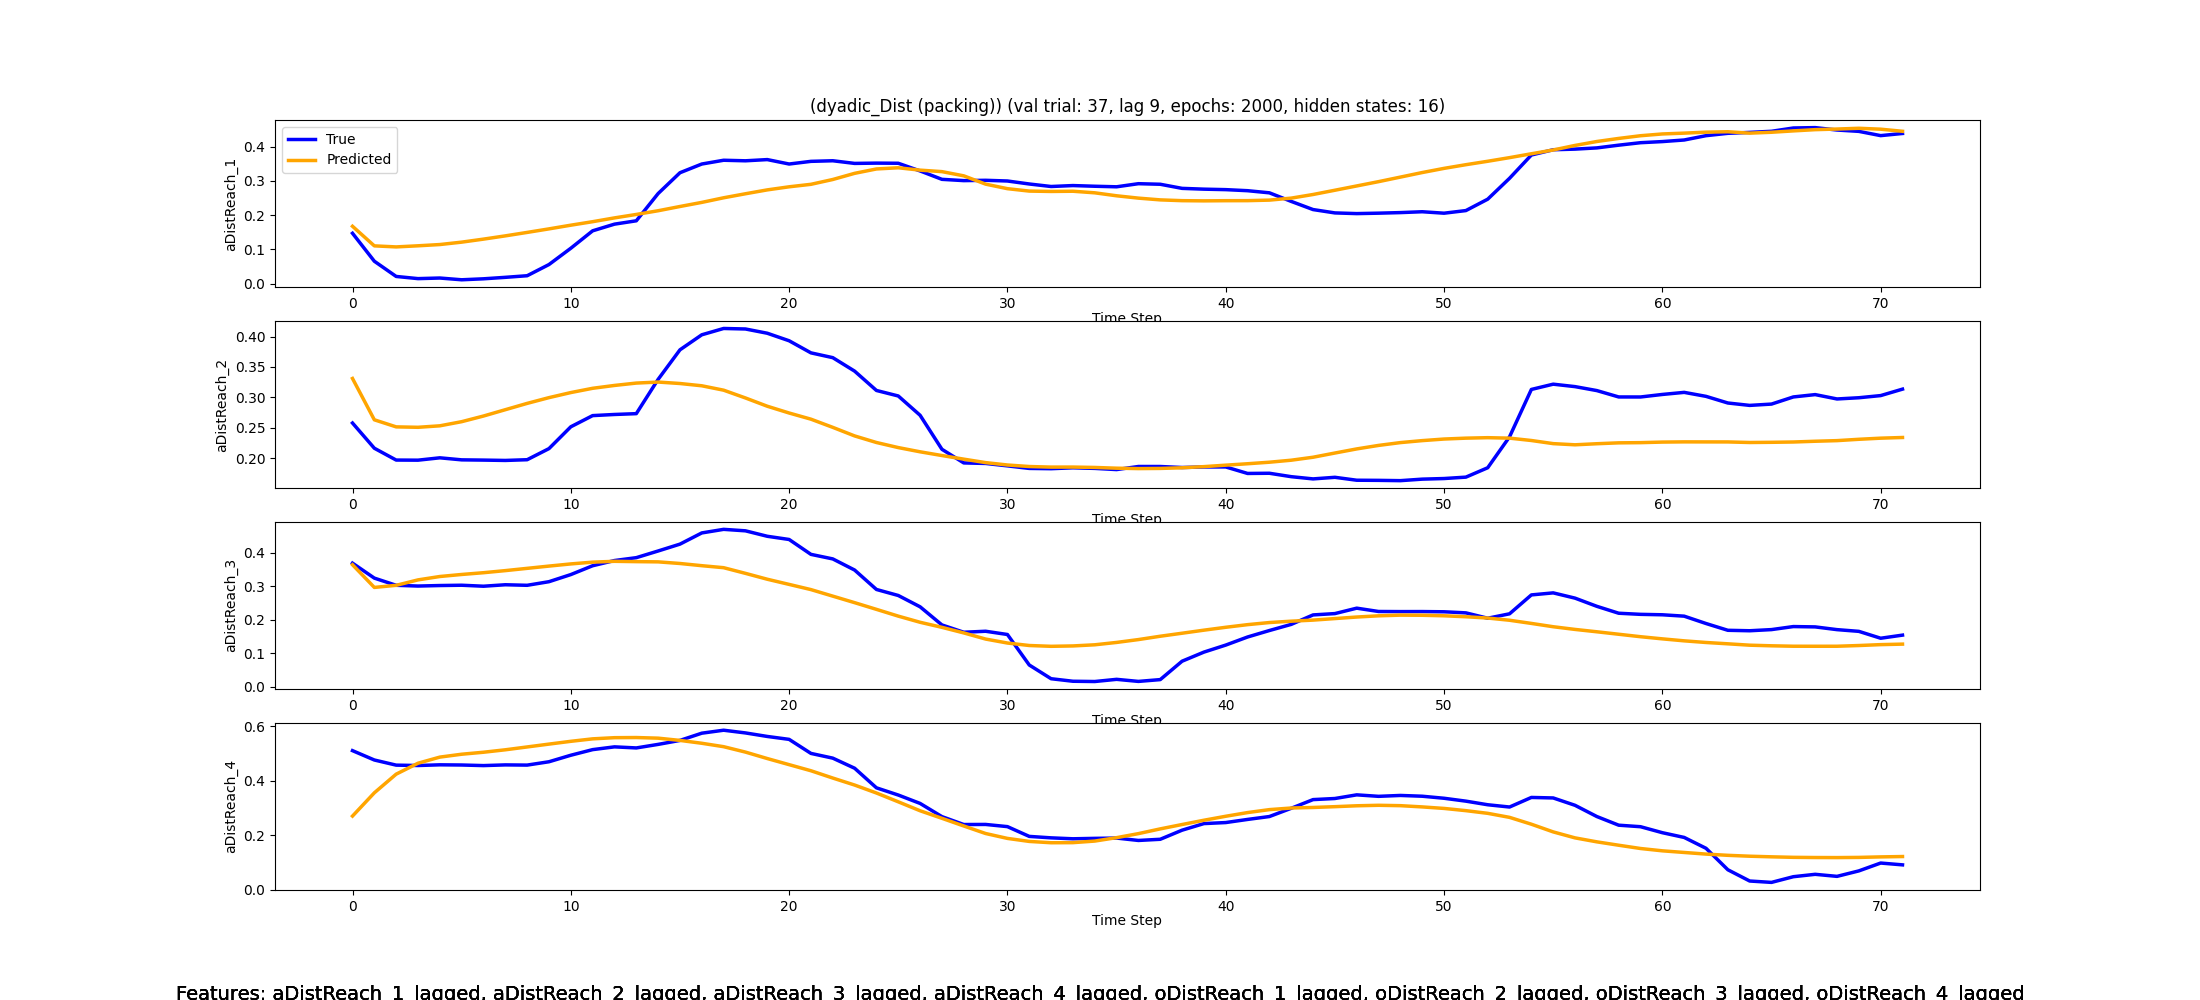 (dyadic_Dist (packing)) (val trial: 37, lag 9, epochs: 2000, hidden states: 16)
True
Predicted
aDistReach_1
0.4
0.3
0.2
0.1
0.0
0 10 20 30 40 50 60 70
Time Step
aDistReach_2
0.40
0.35
0.30
0.25
0.20
0 10 20 30 40 50 60 70
Time Step
aDistReach_3
0.4
0.3
0.2
0.1
0.0
0 10 20 30 40 50 60 70
Time Step
aDistReach_4
0.6
0.4
0.2
0.0
0 10 20 30 40 50 60 70
Time Step
Features: aDistReach_1_lagged, aDistReach_2_lagged, aDistReach_3_lagged, aDistReach_4_lagged, oDistReach_1_lagged, oDistReach_2_lagged, oDistReach_3_lagged, oDistReach_4_lagged